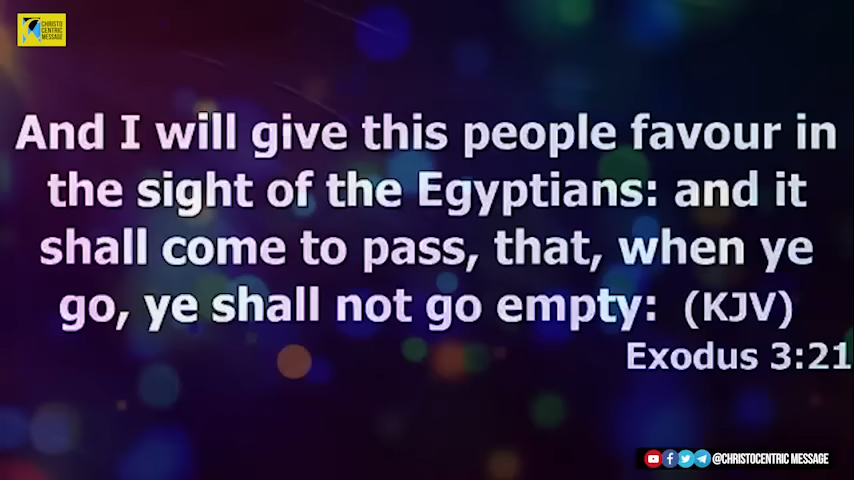 CHRISTO
CENTRIC
MESSAGE
And I will give this people favour in
the sight of the Egyptians: and it
shall come to pass, that, when ye
go, ye shall not go empty: (KJV)
Exodus 3:21
@CHRISTOCENTRIC MESSAGE